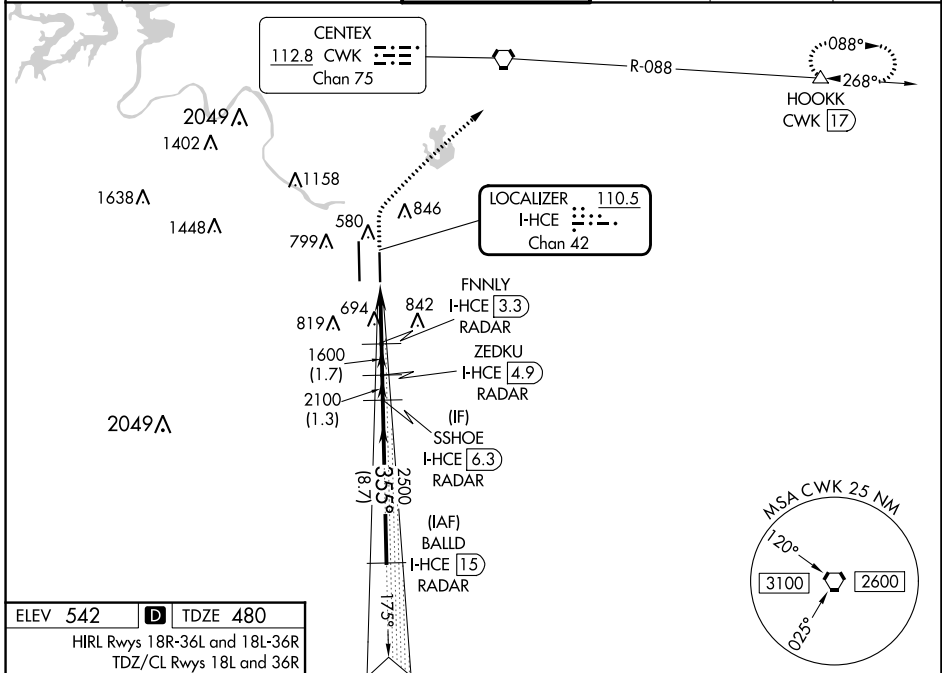 CENTEX
112.8 CWK
Chan 75
R-088
088°
268°
HOOKK
CWK 17
2049
1402
1158
1638
1448
580
846
799
LOCALIZER 110.5
I-HCE
Chan 42
FNNLY
I-HCE 3.3
RADAR
694
842
819
1600
(1.7)
ZEDKU
I-HCE 4.9
RADAR
2100
(1.3)
(IF)
SSHOE
I-HCE 6.3
RADAR
2049
2500
355°
(8.7)
(IAF)
BALLD
I-HCE 15
RADAR
175°
MSA CWK 25 NM
120°
3100
2600
025°
ELEV 542 D TDZE 480
HIRL Rwys 18R-36L and 18L-36R
TDZ/CL Rwys 18L and 36R